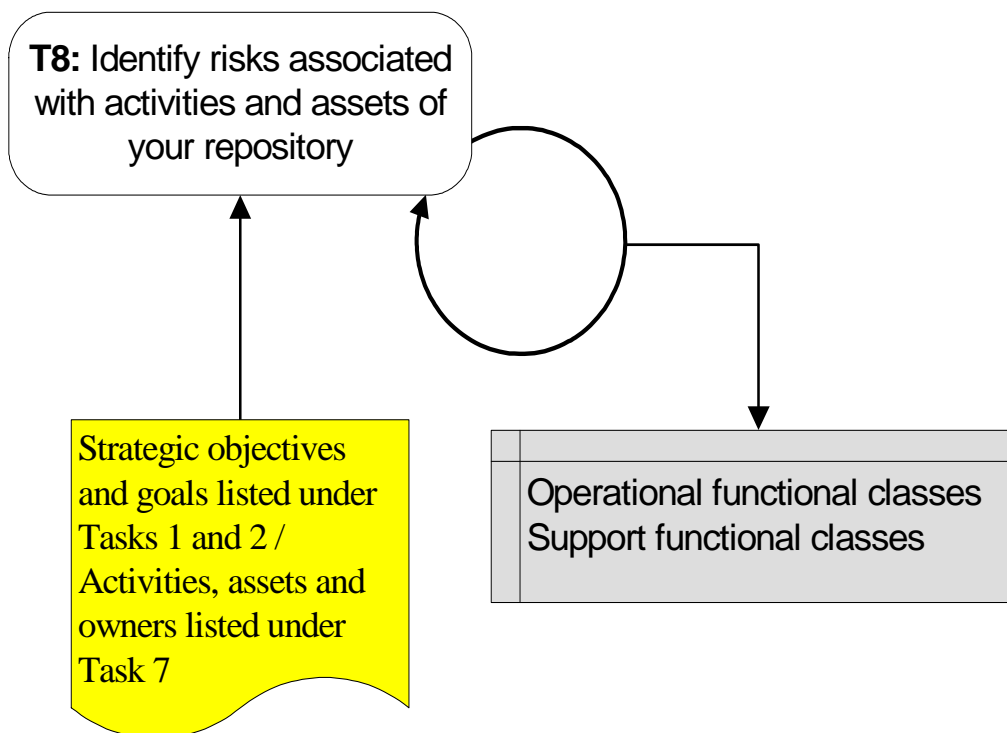 T8: Identify risks associated
with activities and assets of
your repository
Strategic objectives
and goals listed under
Tasks 1 and 2 /
Activities, assets and
owners listed under
Task 7
Operational functional classes
Support functional classes